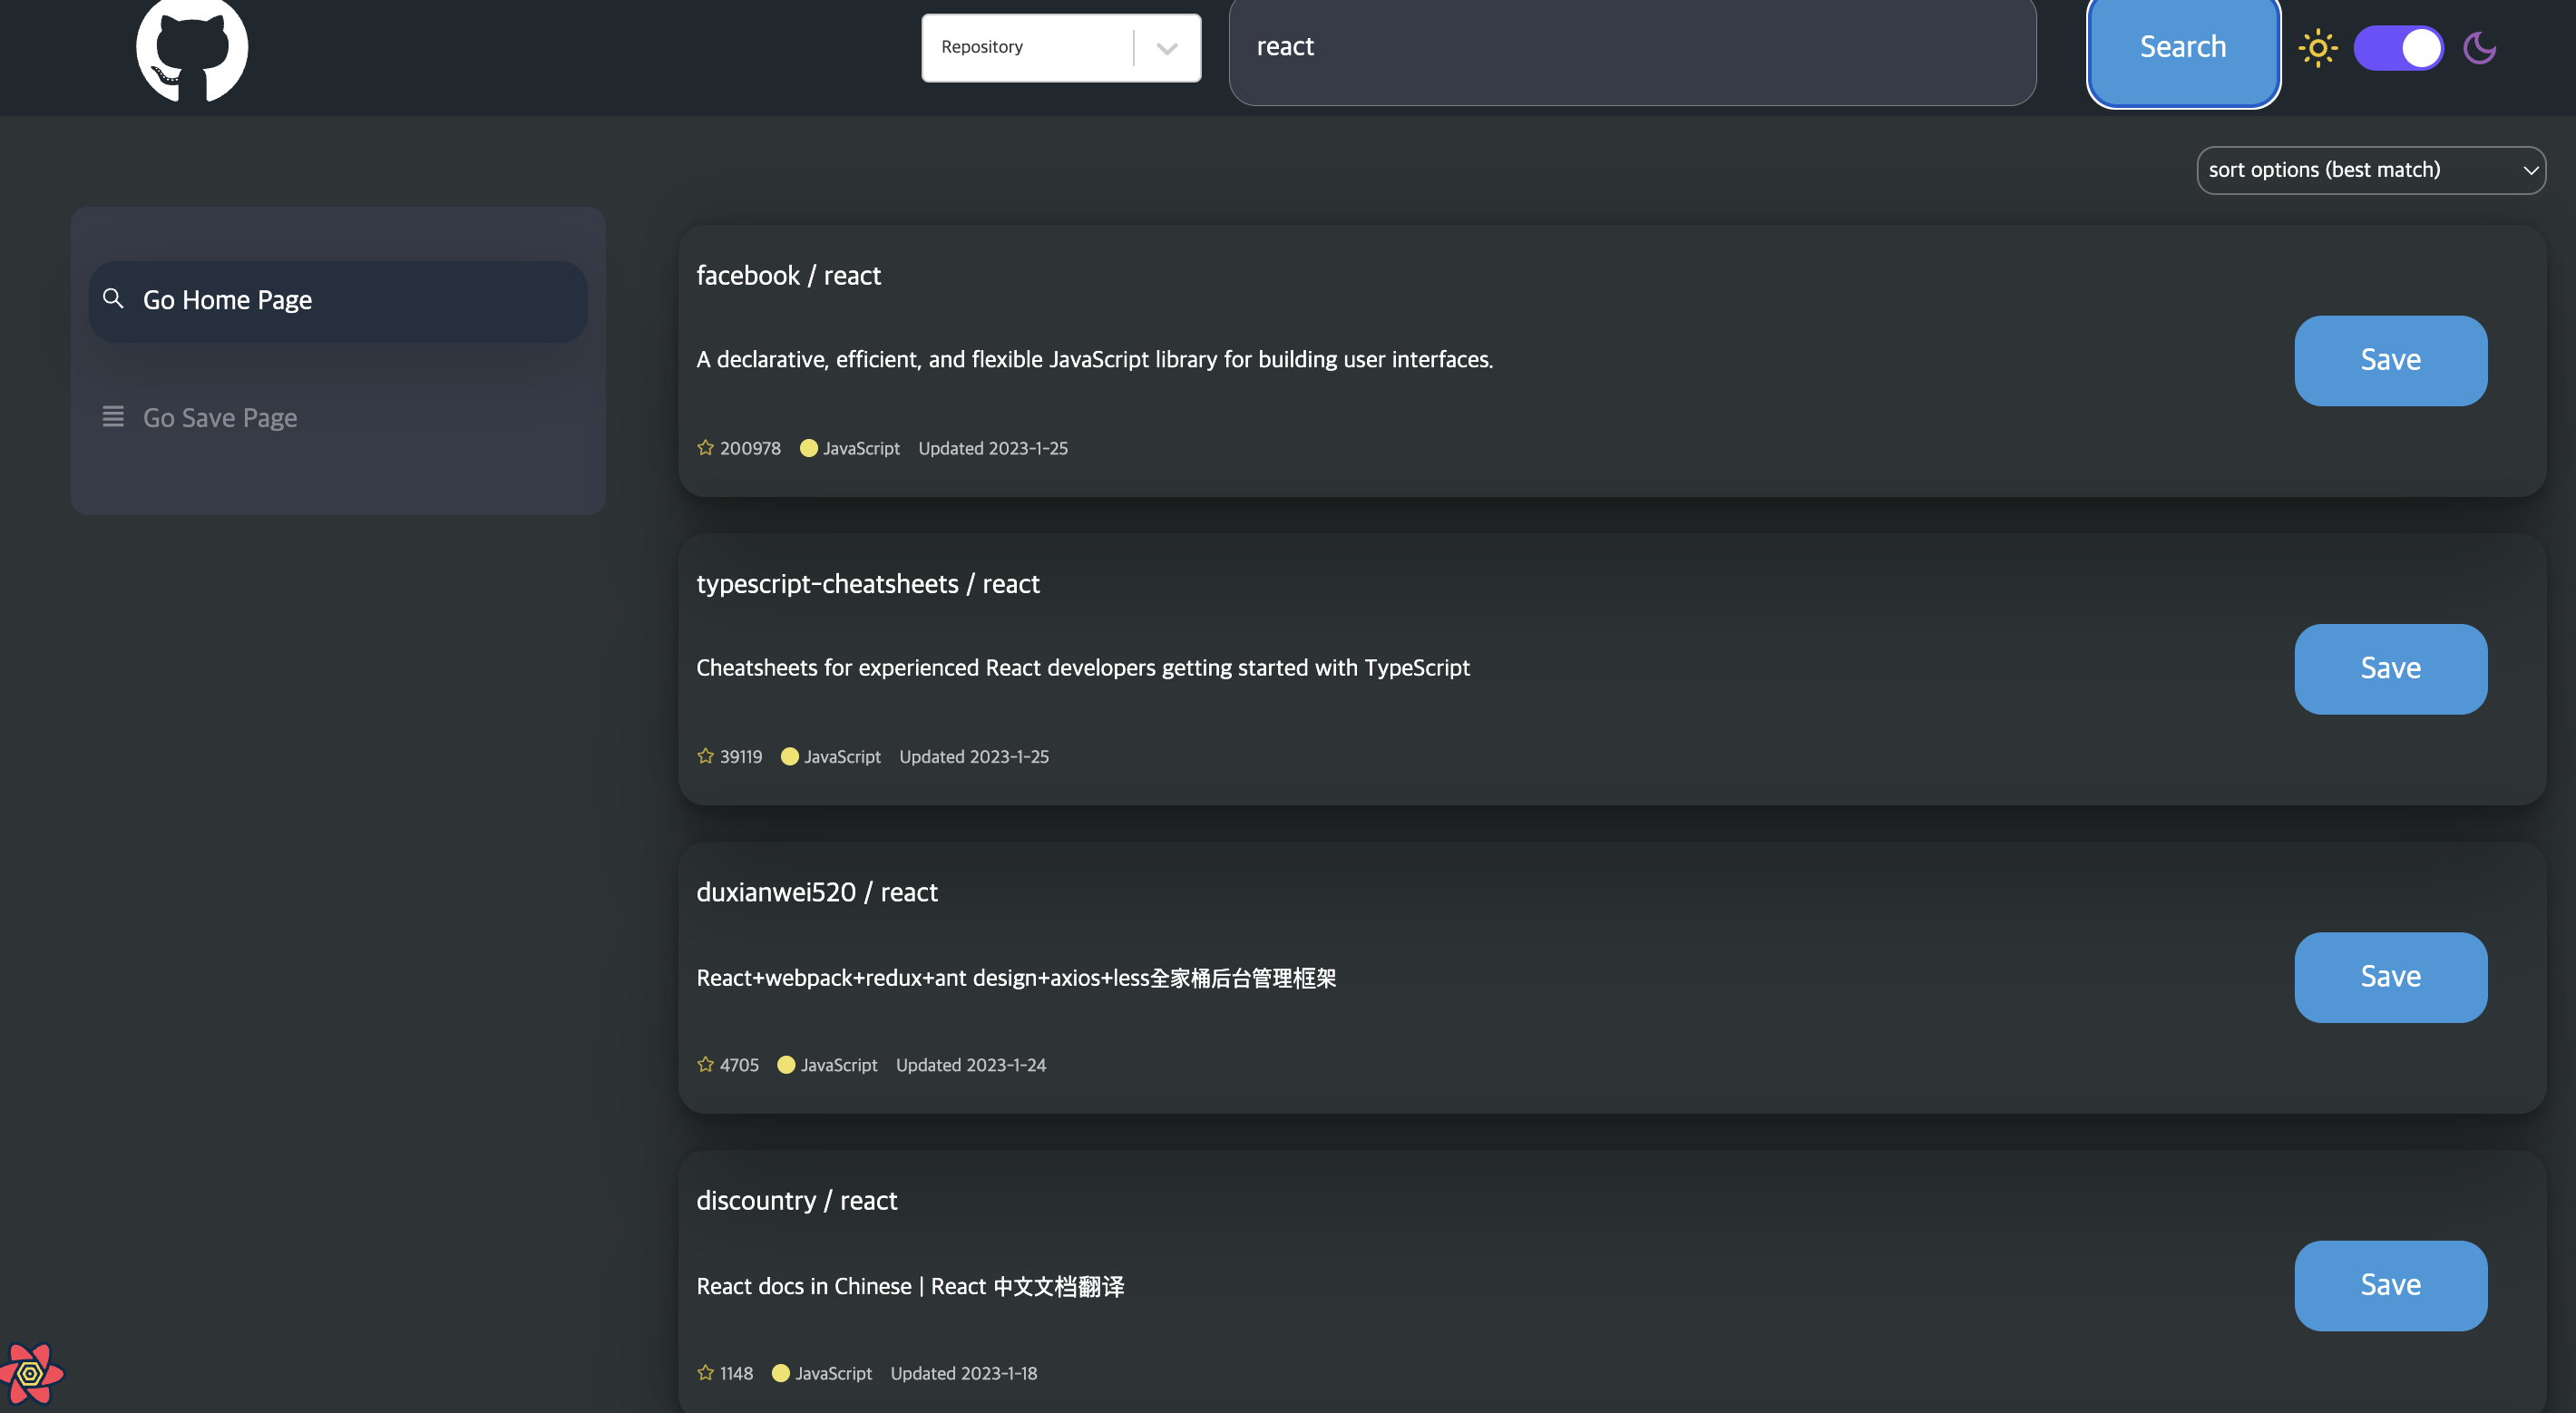 Repository
react
Search
sort options (best match)
Go Home Page
Go Save Page
facebook / react
A declarative, efficient, and flexible JavaScript library for building user interfaces.
Save
200978 JavaScript Updated 2023-1-25
typescript-cheatsheets / react
Cheatsheets for experienced React developers getting started with TypeScript
Save
39119 JavaScript Updated 2023-1-25
duxianwei520 / react
React+webpack+redux+ant design+axios+less全家桶后台管理框架
Save
4705 JavaScript Updated 2023-1-24
discountry / react
React docs in Chinese | React 中文文档翻译
Save
1148 JavaScript Updated 2023-1-18